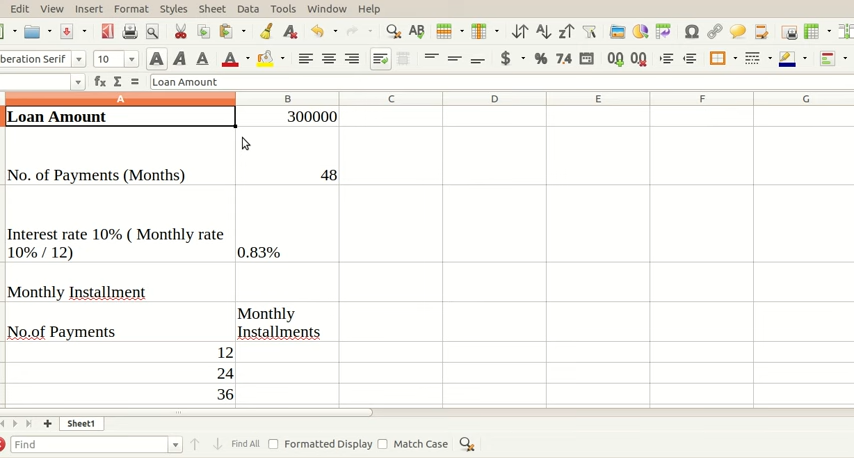 Edit View Insert Format Styles Sheet Data Tools Window Help
beration Serif 10
Loan Amount
A B C D E F G
Loan Amount 300000
No. of Payments (Months) 48
Interest rate 10% ( Monthly rate
10% / 12) 0.83%
Monthly Installment
Monthly
No.of Payments Installments
12
24
36
Sheet1
Find Find All Formatted Display Match Case